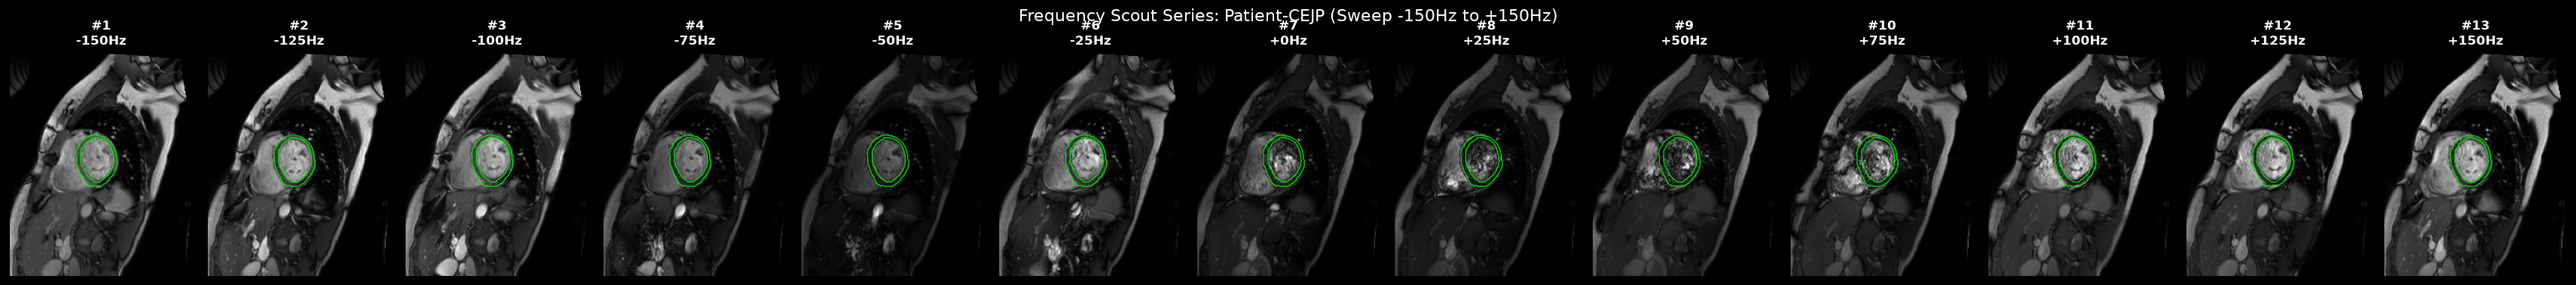 Frequency Scout Series: Patient-CEJP (Sweep -150Hz to +150Hz)
#1
-150Hz
#2
-125Hz
#3
-100Hz
#4
-75Hz
#5
-50Hz
#6
-25Hz
#7
+0Hz
#8
+25Hz
#9
+50Hz
#10
+75Hz
#11
+100Hz
#12
+125Hz
#13
+150Hz